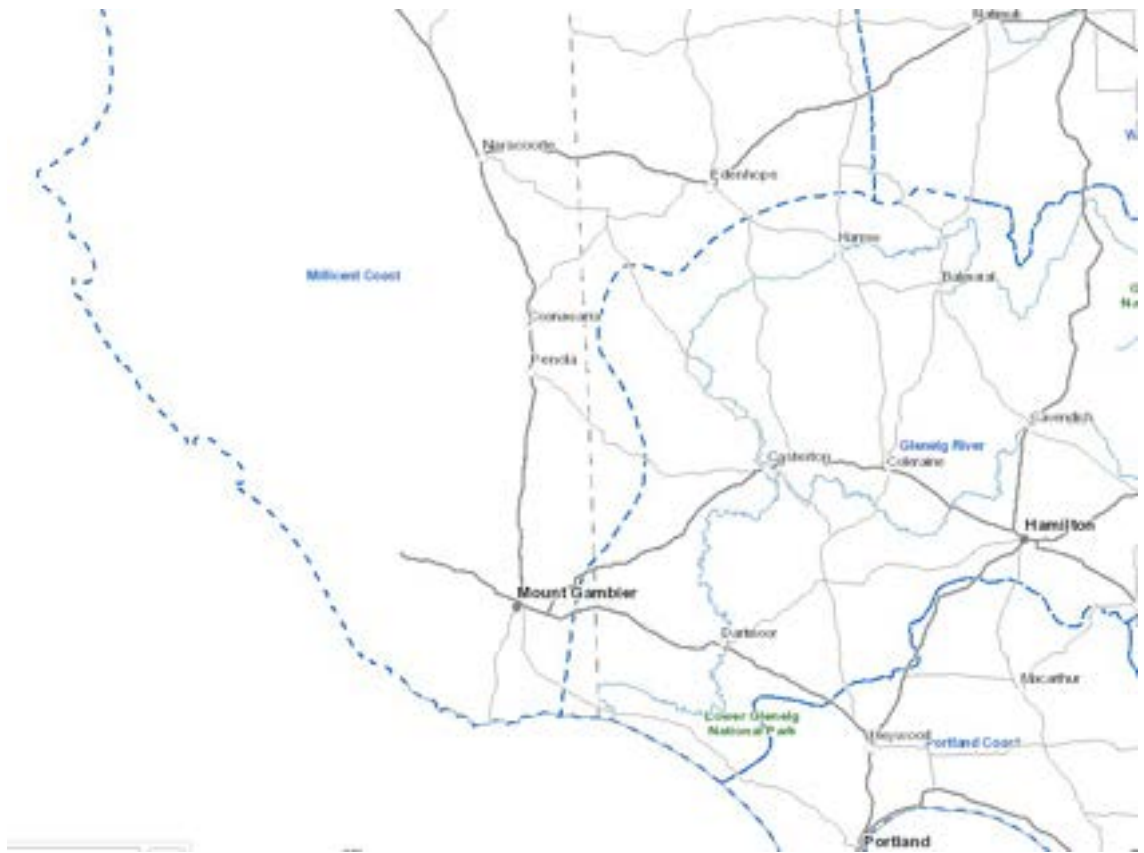 Natimuk
Naracoorte
Edenhope
Harrow
Millicent Coast
Balmoral
Coonawarra
Penola
Cavendish
Glenelg River
Casterton
Coleraine
Hamilton
Mount Gambier
Dartmoor
Macarthur
Lower Glenelg
National Park
Heywood
Portland Coast
Portland